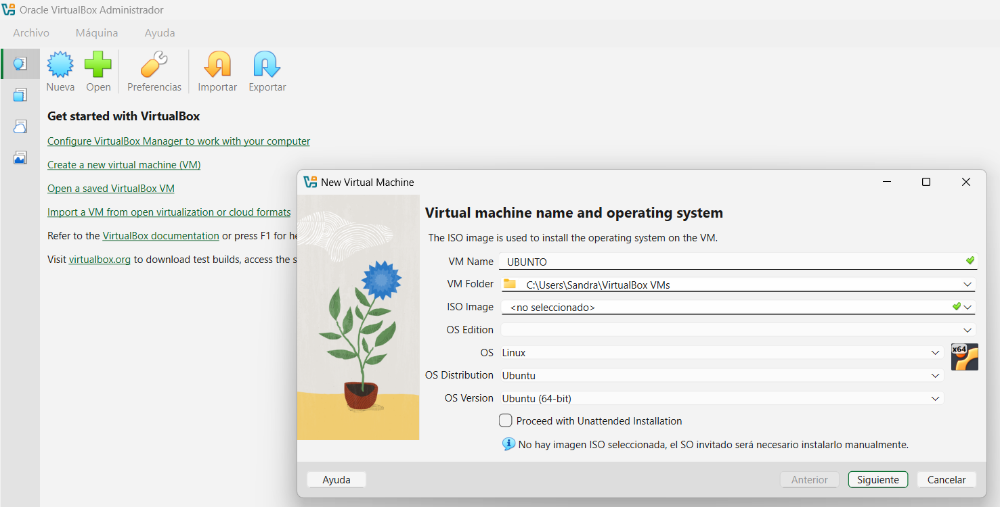 Oracle VirtualBox Administrador
Archivo Máquina Ayuda
Nueva Open Preferencias Importar Exportar
Get started with VirtualBox
Configure VirtualBox Manager to work with your computer
Create a new virtual machine (VM)
Open a saved VirtualBox VM
Import a VM from open virtualization or cloud formats
Refer to the VirtualBox documentation or press F1 for he
Visit virtualbox.org to download test builds, access the s
New Virtual Machine
Virtual machine name and operating system
The ISO image is used to install the operating system on the VM.
VM Name UBUNTO
VM Folder C:\Users\Sandra\VirtualBox VMs
ISO Image <no seleccionado>
OS Edition
OS Linux
x64
OS Distribution Ubuntu
OS Version Ubuntu (64-bit)
Proceed with Unattended Installation
No hay imagen ISO seleccionada, el SO invitado será necesario instalarlo manualmente.
Ayuda Anterior Siguiente Cancelar